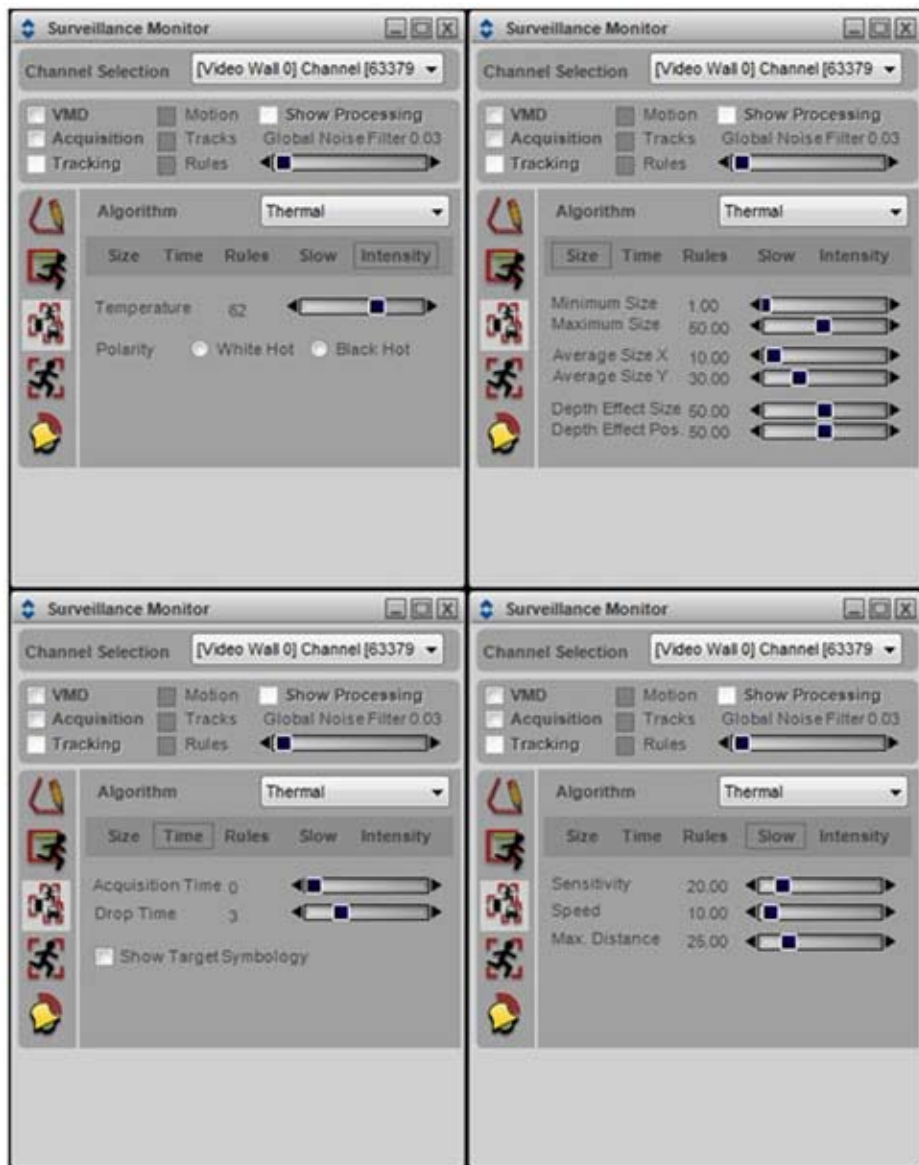 Surveillance Monitor
Channel Selection [Video Wall 0] Channel [63379
VMD Motion Show Processing
Acquisition Tracks Global Noise Filter 0.03
Tracking Rules
Algorithm Thermal
Size Time Rules Slow Intensity
Temperature 62
Polarity White Hot Black Hot
Surveillance Monitor
Channel Selection [Video Wall 0] Channel [63379
VMD Motion Show Processing
Acquisition Tracks Global Noise Filter 0.03
Tracking Rules
Algorithm Thermal
Size Time Rules Slow Intensity
Minimum Size 1.00
Maximum Size 50.00
Average Size X 10.00
Average Size Y 30.00
Depth Effect Size 50.00
Depth Effect Pos. 50.00
Surveillance Monitor
Channel Selection [Video Wall 0] Channel [63379
VMD Motion Show Processing
Acquisition Tracks Global Noise Filter 0.03
Tracking Rules
Algorithm Thermal
Size Time Rules Slow Intensity
Acquisition Time 0
Drop Time 3
Show Target Symbology
Surveillance Monitor
Channel Selection [Video Wall 0] Channel [63379
VMD Motion Show Processing
Acquisition Tracks Global Noise Filter 0.03
Tracking Rules
Algorithm Thermal
Size Time Rules Slow Intensity
Sensitivity 20.00
Speed 10.00
Max. Distance 25.00